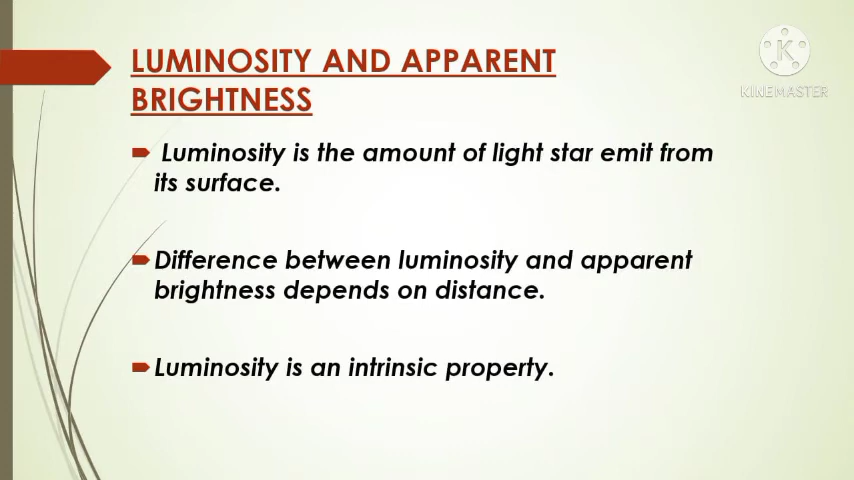 LUMINOSITY AND APPARENT
BRIGHTNESS
Luminosity is the amount of light star emit from
its surface.
Difference between luminosity and apparent
brightness depends on distance.
Luminosity is an intrinsic property.
K
KINEMASTER